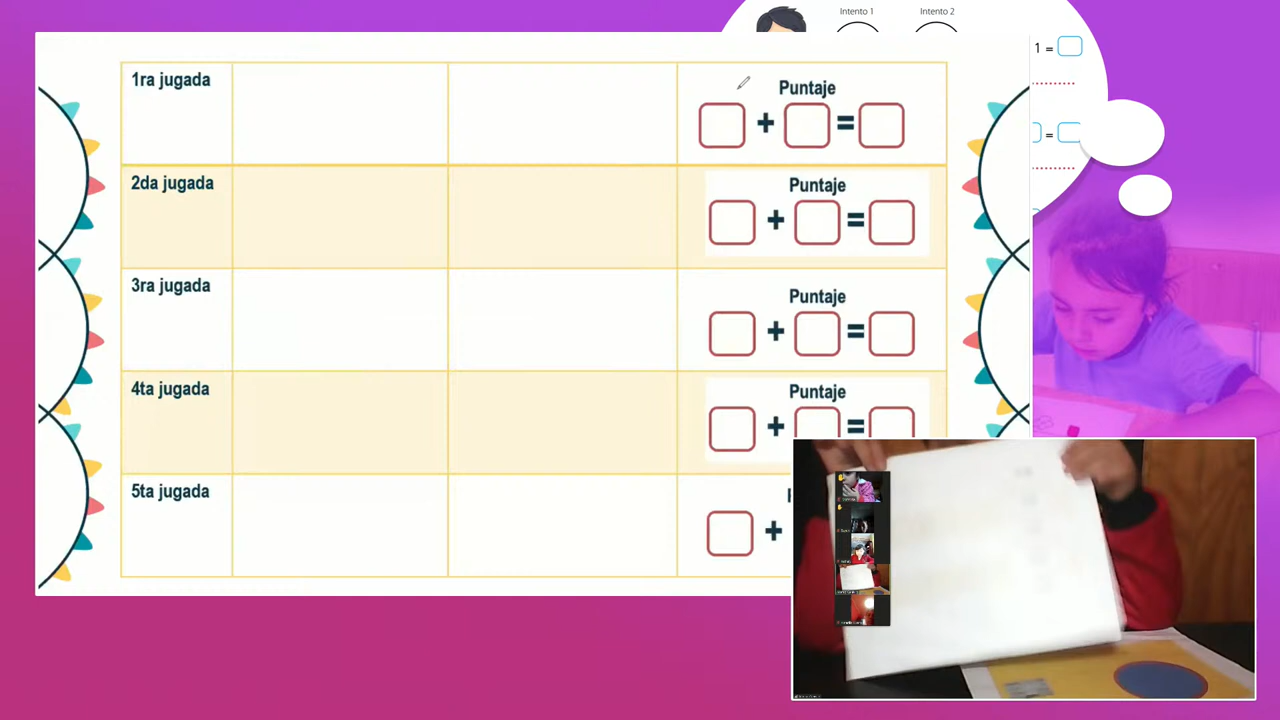 Intento 1 Intento 2
1 =
=
1ra jugada
Puntaje
+ =
2da jugada
Puntaje
+ =
3ra jugada
Puntaje
+ =
4ta jugada
Puntaje
+ =
5ta jugada
+